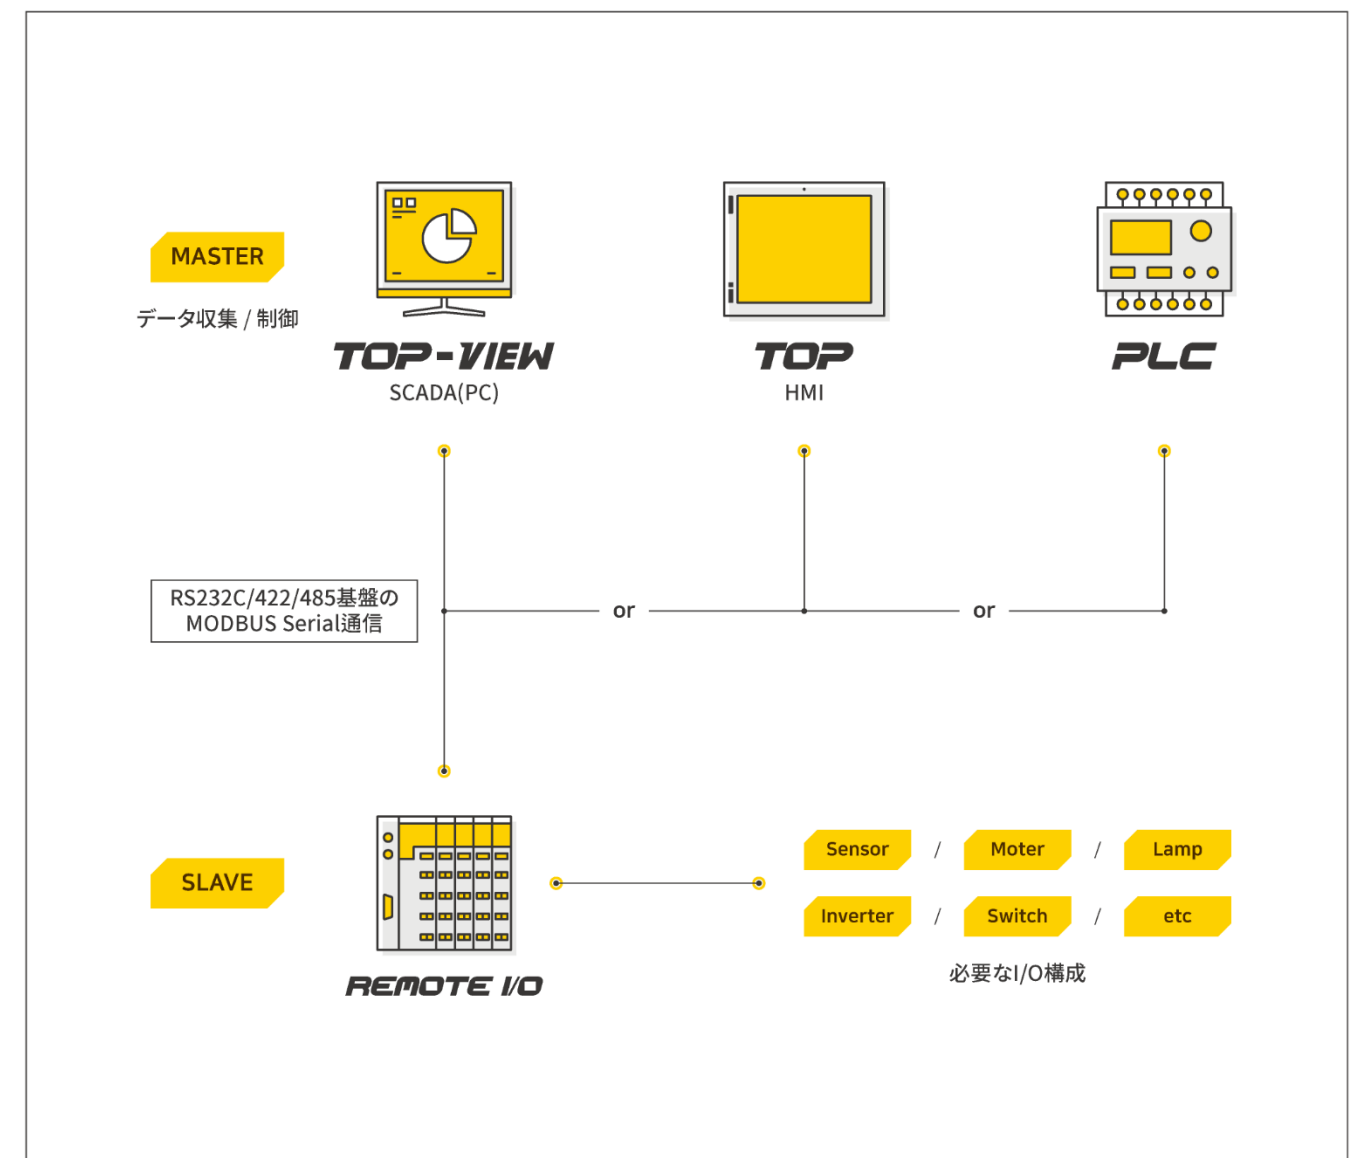 MASTER
データ収集 / 制御
TOP-VIEW
SCADA(PC)
TOP
HMI
PLC
RS232C/422/485基盤の
MODBUS Serial通信
or
or
SLAVE
REMOTE I/O
Sensor / Moter / Lamp
Inverter / Switch / etc
必要なI/O構成